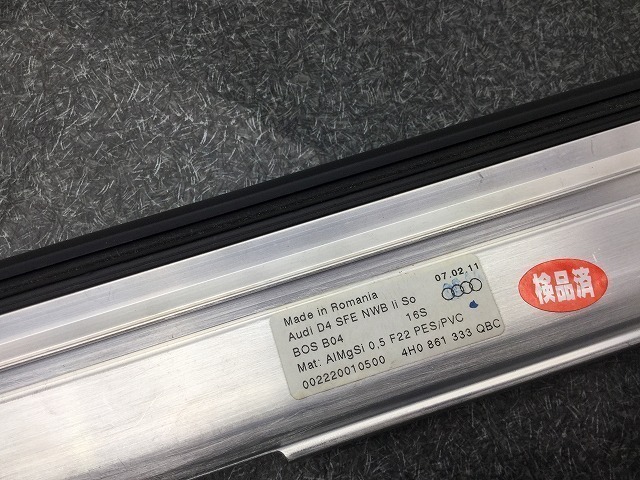 07.02.11
Made in Romania
Audi D4 SFE NWB li So
BOS B04 16S
Mat: AlMgSi 0,5 F22 PES/PVC
002220010500 4H0 861 333 QBC
検品済